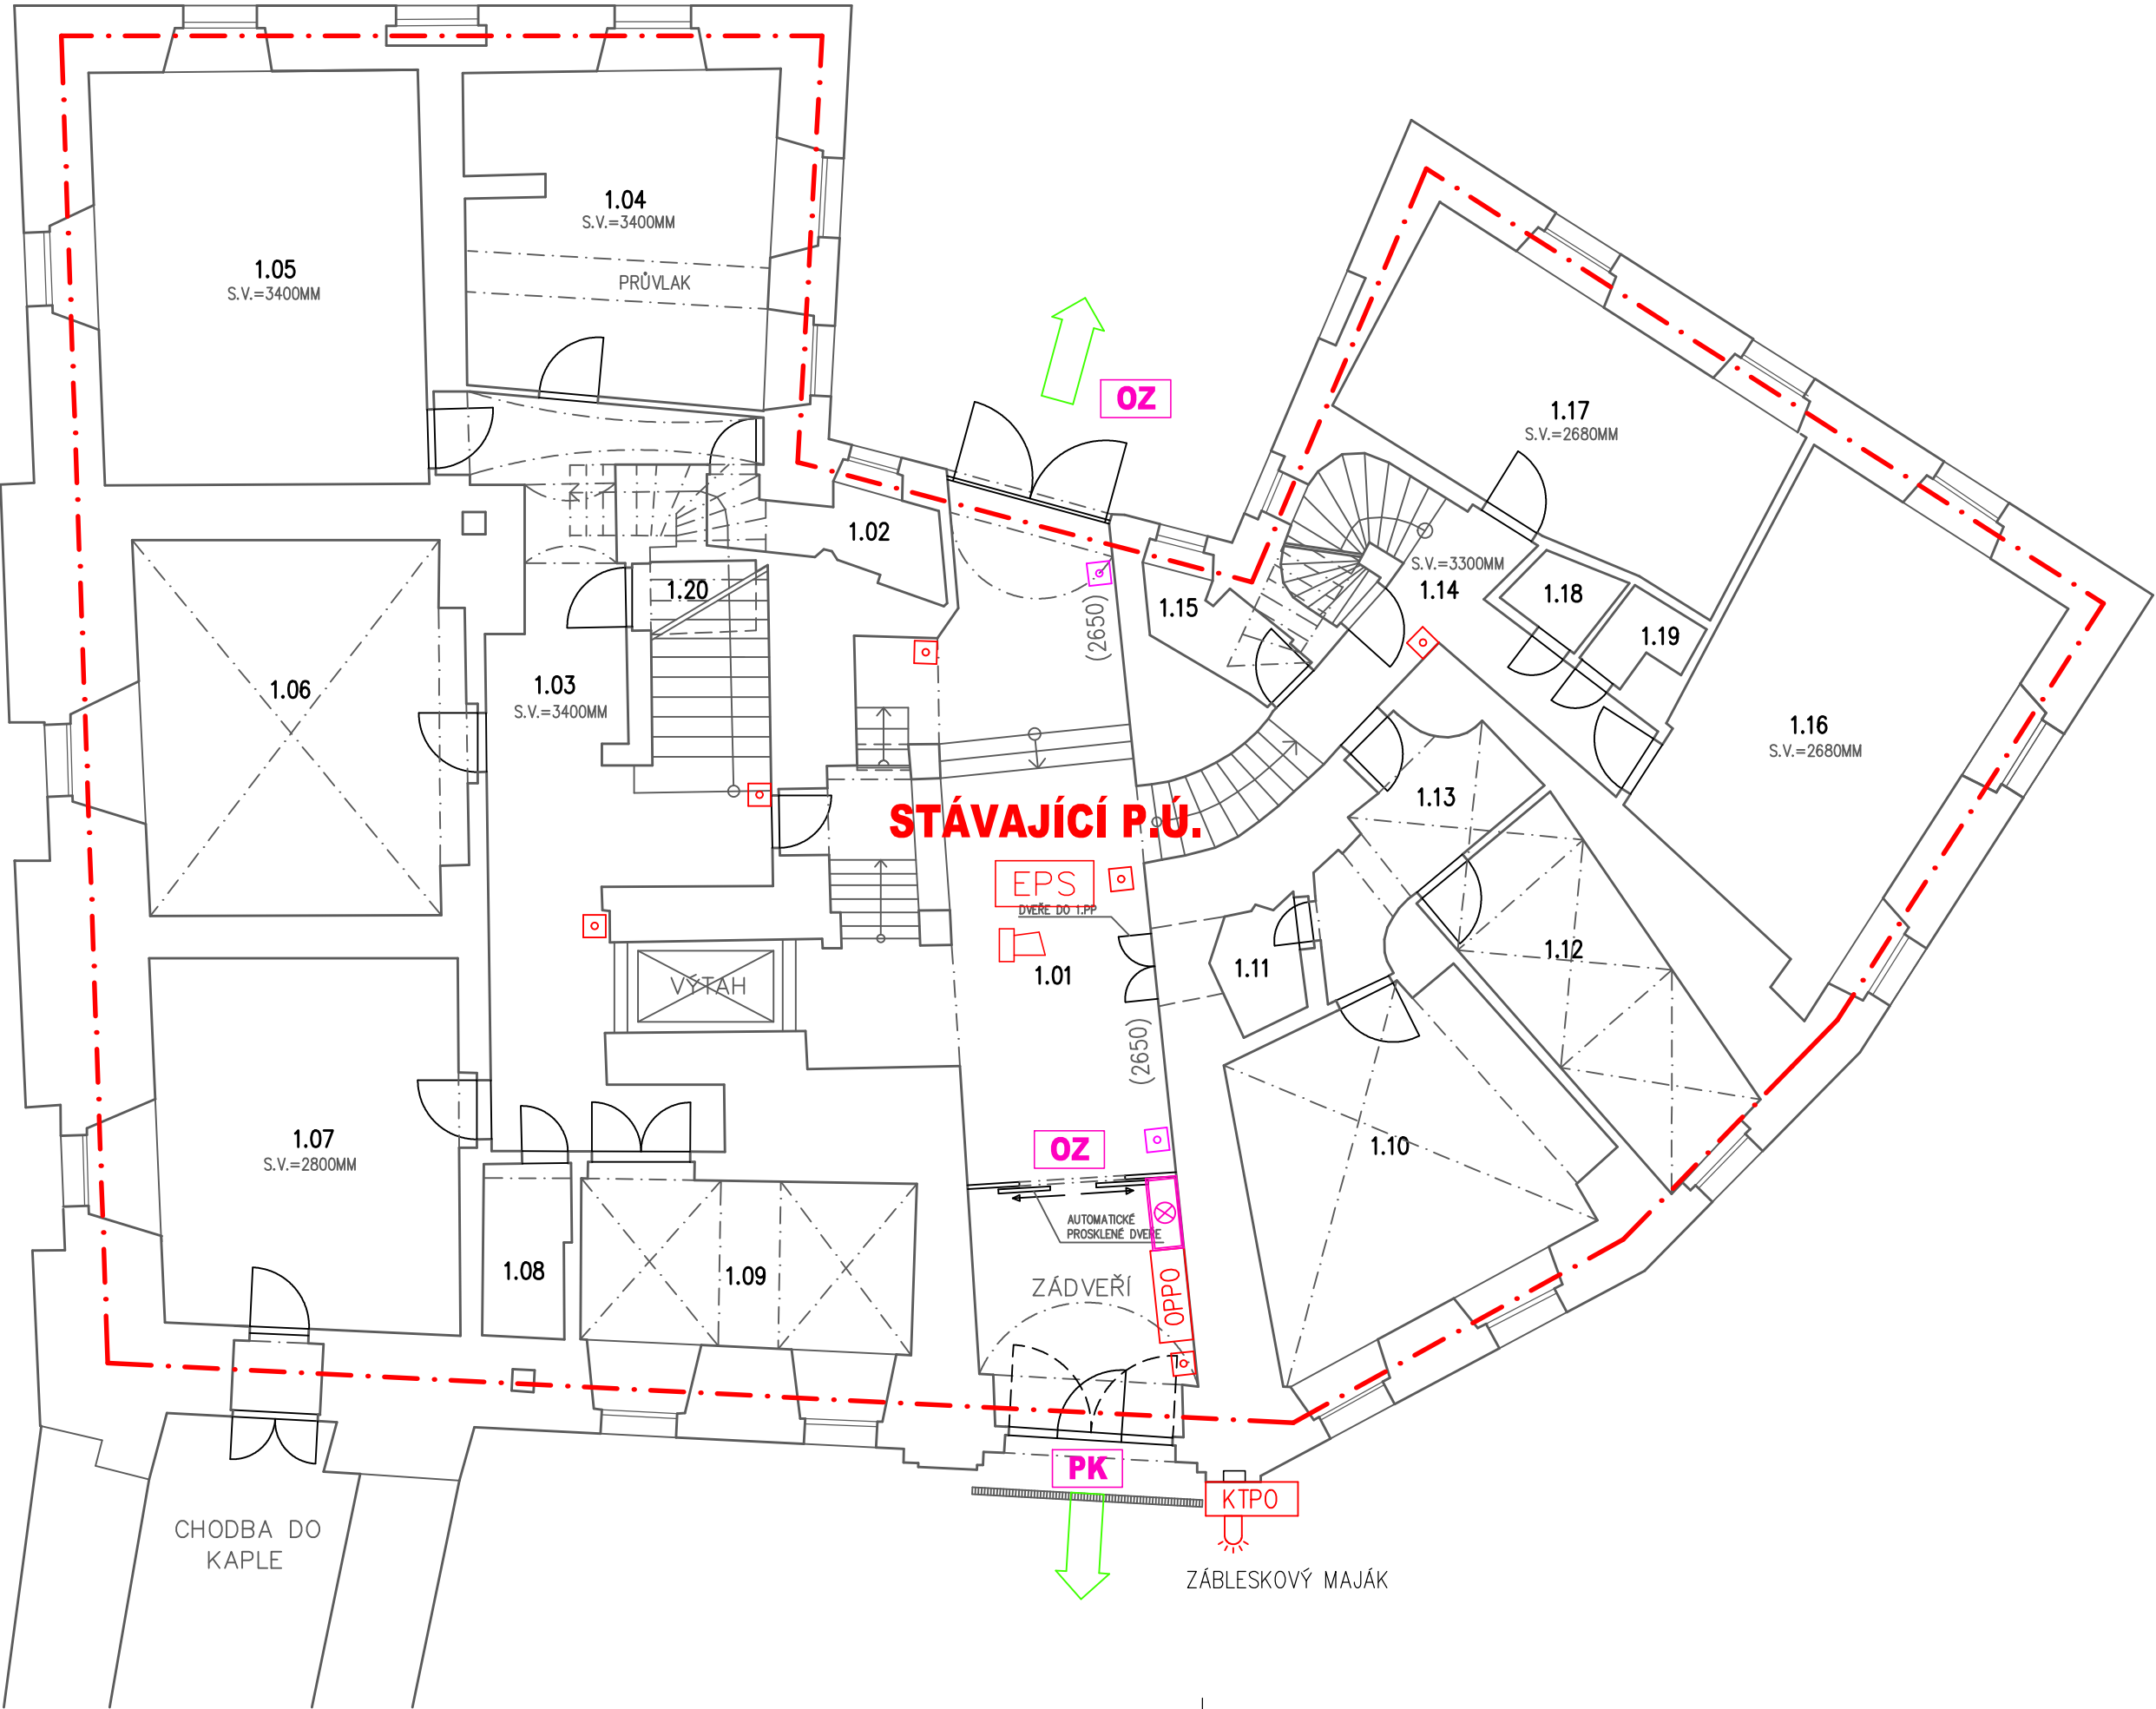 1.04
S.V.=3400MM
1.05
S.V.=3400MM
PRŮVLAK
OZ
1.17
S.V.=2680MM
1.02
S.V.=3300MM
1.14
1.20
1.15
1.18
1.19
(2650)
1.06
1.03
S.V.=3400MM
1.16
S.V.=2680MM
1.13
STÁVAJÍCÍ P.Ú.
EPS
DVEŘE DO 1.PP
1.12
1.11
1.01
VÝTAH
(2650)
1.07
S.V.=2800MM
OZ
1.10
AUTOMATICKÉ
PROSKLENÉ DVEŘE
1.08
1.09
ZÁDVEŘÍ
OPPO
PK
KTPO
CHODBA DO
KAPLE
ZÁBLESKOVÝ MAJÁK